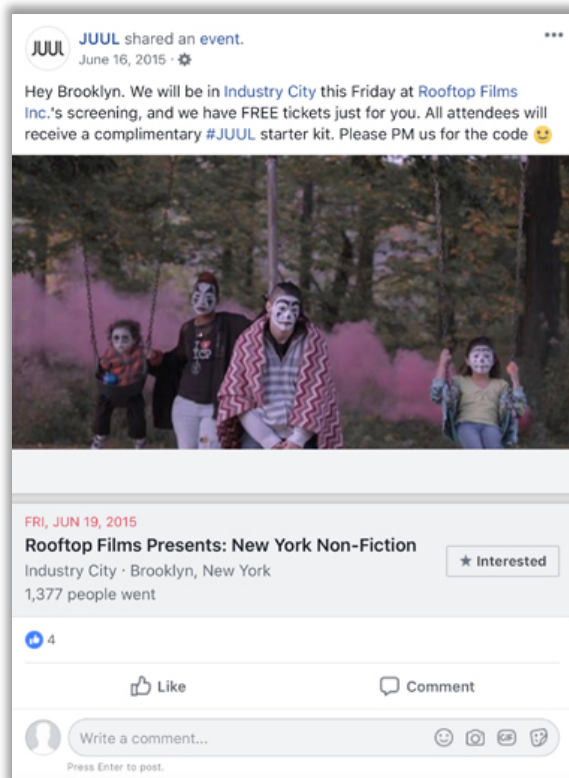 JUUL
JUUL shared an event.
June 16, 2015 ·
Hey Brooklyn. We will be in Industry City this Friday at Rooftop Films
Inc.'s screening, and we have FREE tickets just for you. All attendees will
receive a complimentary #JUUL starter kit. Please PM us for the code
FRI, JUN 19, 2015
Rooftop Films Presents: New York Non-Fiction
Industry City · Brooklyn, New York
1,377 people went
Interested
4
Like
Comment
Write a comment...
GIF
Press Enter to post.